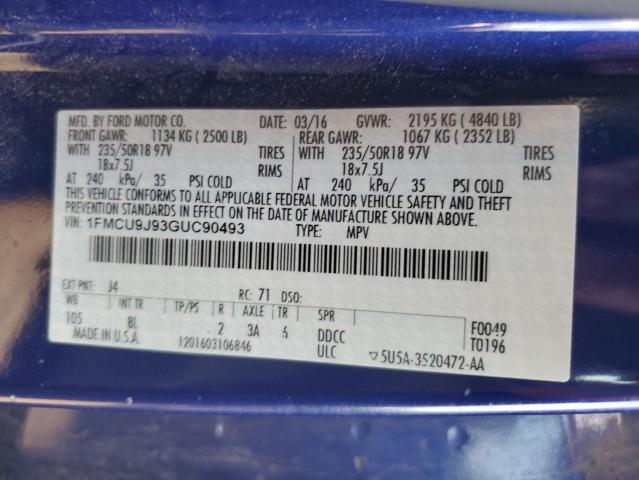 MFD. BY FORD MOTOR CO. DATE: 03/16 GVWR: 2195 KG ( 4840 LB)
FRONT GAWR: 1134 KG ( 2500 LB) REAR GAWR: 1067 KG ( 2352 LB)
WITH 235/50R18 97V TIRES WITH 235/50R18 97V TIRES
18x7.5J RIMS 18x7.5J RIMS
AT 240 kPa/ 35 PSI COLD AT 240 kPa/ 35 PSI COLD
THIS VEHICLE CONFORMS TO ALL APPLICABLE FEDERAL MOTOR VEHICLE SAFETY AND THEFT
PREVENTION STANDARDS IN EFFECT ON THE DATE OF MANUFACTURE SHOWN ABOVE.
VIN: 1FMCU9J93GUC90493 TYPE: MPV
EXT PNT: J4 RC: 71 DSO:
WB INT TR TP/PS R AXLE TR SPR
105 BL 2 3A 6 DDCC F0049
MADE IN U.S.A. 1201603106846 ULC ▽5U5A-3520472-AA T0196